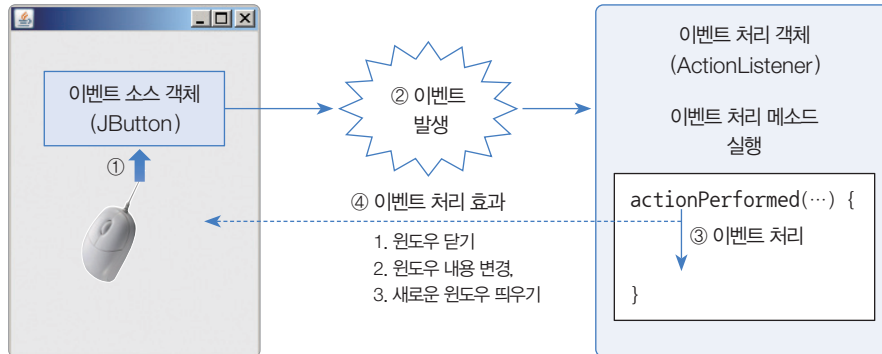 이벤트 소스 객체
(JButton)
①
② 이벤트
발생
이벤트 처리 객체
(ActionListener)
이벤트 처리 메소드
실행
actionPerformed(…) {
③ 이벤트 처리
}
④ 이벤트 처리 효과
1. 윈도우 닫기
2. 윈도우 내용 변경,
3. 새로운 윈도우 띄우기